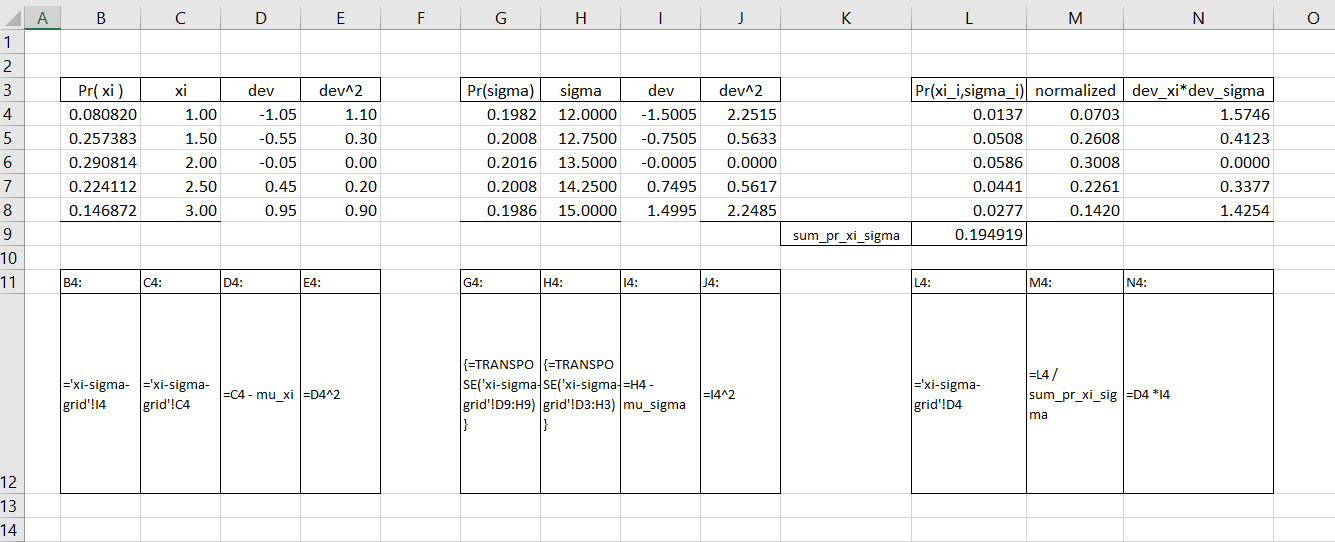 A B C D E F G H I J K L M N O
1
2
3 Pr( xi ) xi dev dev^2 Pr(sigma) sigma dev dev^2 Pr(xi_i,sigma_i) normalized dev_xi*dev_sigma
4 0.080820 1.00 -1.05 1.10 0.1982 12.0000 -1.5005 2.2515 0.0137 0.0703 1.5746
5 0.257383 1.50 -0.55 0.30 0.2008 12.7500 -0.7505 0.5633 0.0508 0.2608 0.4123
6 0.290814 2.00 -0.05 0.00 0.2016 13.5000 -0.0005 0.0000 0.0586 0.3008 0.0000
7 0.224112 2.50 0.45 0.20 0.2008 14.2500 0.7495 0.5617 0.0441 0.2261 0.3377
8 0.146872 3.00 0.95 0.90 0.1986 15.0000 1.4995 2.2485 0.0277 0.1420 1.4254
9 sum_pr_xi_sigma 0.194919
10
11 B4: C4: D4: E4: G4: H4: I4: J4: L4: M4: N4:
='xi-sigma-
grid'!I4
='xi-sigma-
grid'!C4
=C4 - mu_xi
=D4^2
{=TRANSPO
SE('xi-sigma-
grid'!D9:H9)
}
{=TRANSPO
SE('xi-sigma-
grid'!D3:H3)
}
=H4 -
mu_sigma
=I4^2
='xi-sigma-
grid'!D4
=L4 /
sum_pr_xi_sig
ma
=D4 *I4
12
13
14